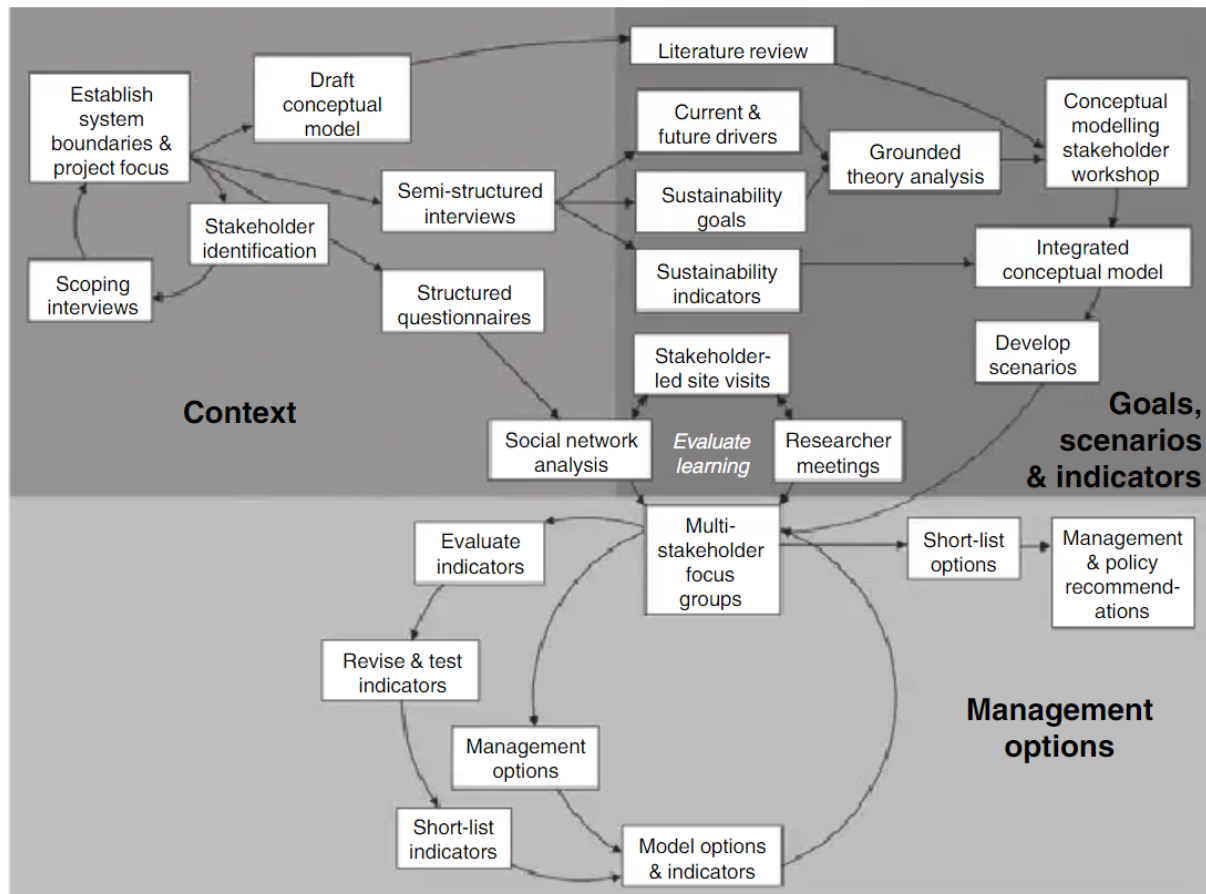 Establish
system
boundaries &
project focus
Draft
conceptual
model
Stakeholder
identification
Scoping
interviews
Semi-structured
interviews
Structured
questionnaires
Context
Literature review
Current &
future drivers
Sustainability
goals
Sustainability
indicators
Grounded
theory analysis
Conceptual
modelling
stakeholder
workshop
Integrated
conceptual model
Develop
scenarios
Stakeholder-
led site visits
Social network
analysis
Evaluate
learning
Researcher
meetings
Goals,
scenarios
& indicators
Multi-
stakeholder
focus
groups
Short-list
options
Management
& policy
recommend-
ations
Evaluate
indicators
Revise & test
indicators
Management
options
Short-list
indicators
Model options
& indicators
Management
options